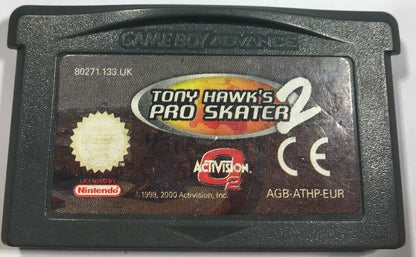 GAME BOY ADVANCE
80271.133.UK
TONY HAWK'S
PRO SKATER 2
ACTIVISION
O2
CE
LICENSED BY
Nintendo
©1999, 2000 Activision, Inc.
AGB-ATHP-EUR